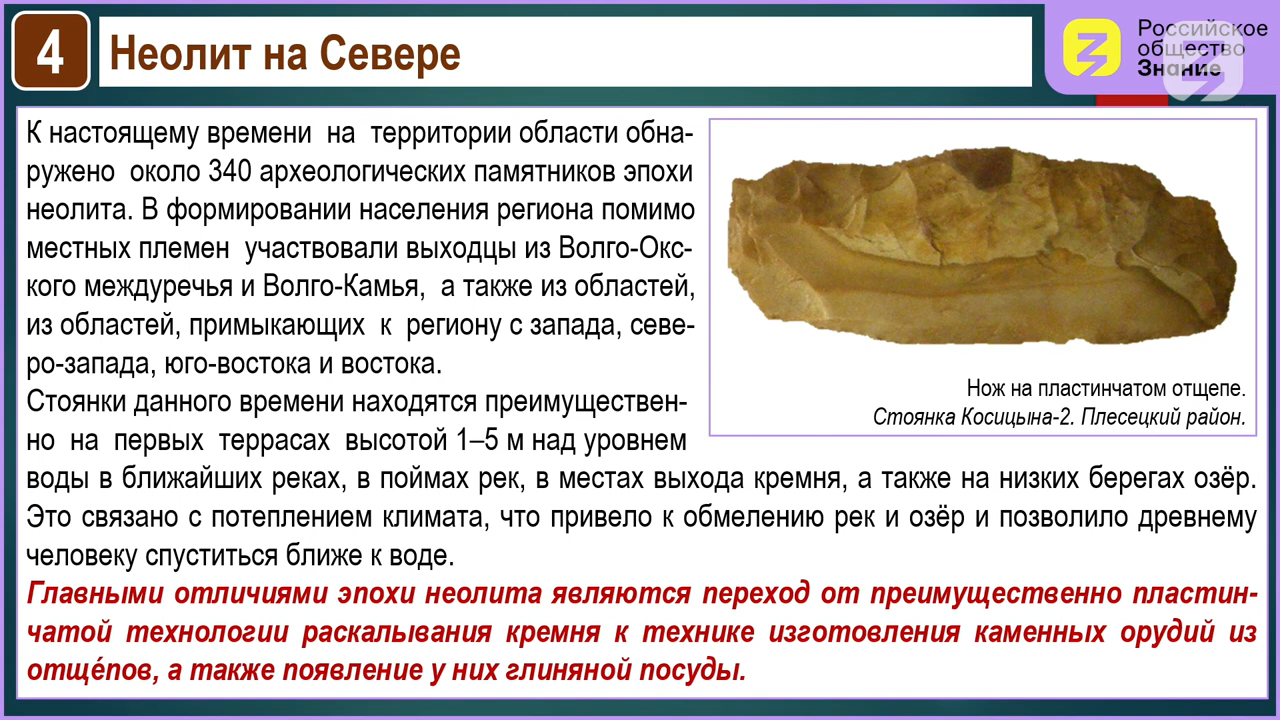 4
Неолит на Севере
Российское
общество
Знание
К настоящему времени на территории области обна-
ружено около 340 археологических памятников эпохи
неолита. В формировании населения региона помимо
местных племен участвовали выходцы из Волго-Окс-
кого междуречья и Волго-Камья, а также из областей,
из областей, примыкающих к региону с запада, севе-
ро-запада, юго-востока и востока.
Стоянки данного времени находятся преимуществен-
но на первых террасах высотой 1–5 м над уровнем
воды в ближайших реках, в поймах рек, в местах выхода кремня, а также на низких берегах озёр.
Это связано с потеплением климата, что привело к обмелению рек и озёр и позволило древнему
человеку спуститься ближе к воде.
Главными отличиями эпохи неолита являются переход от преимущественно пластин-
чатой технологии раскалывания кремня к технике изготовления каменных орудий из
отще́пов, а также появление у них глиняной посуды.
Нож на пластинчатом отщепе.
Стоянка Косицына-2. Плесецкий район.